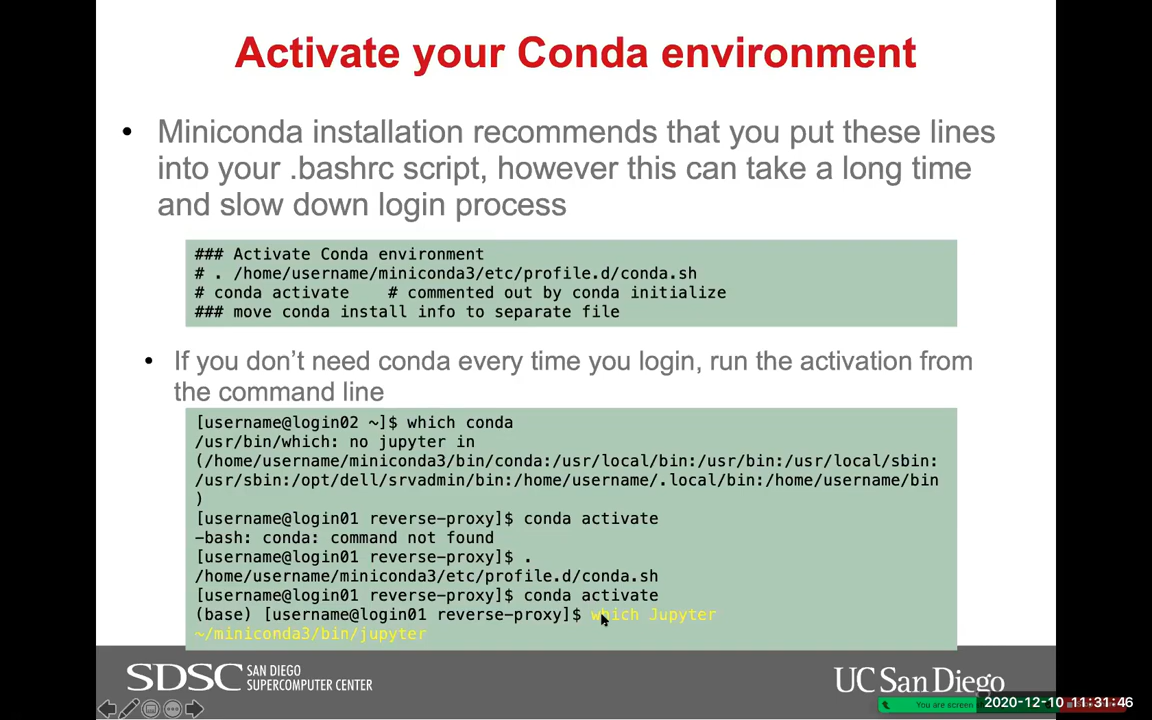 Activate your Conda environment
• Miniconda installation recommends that you put these lines
into your .bashrc script, however this can take a long time
and slow down login process
### Activate Conda environment
# . /home/username/miniconda3/etc/profile.d/conda.sh
# conda activate    # commented out by conda initialize
### move conda install info to separate file
• If you don’t need conda every time you login, run the activation from
the command line
[username@login02 ~]$ which conda
/usr/bin/which: no jupyter in
(/home/username/miniconda3/bin/conda:/usr/local/bin:/usr/bin:/usr/local/sbin:
/usr/sbin:/opt/dell/srvadmin/bin:/home/username/.local/bin:/home/username/bin
)
[username@login01 reverse-proxy]$ conda activate
-bash: conda: command not found
[username@login01 reverse-proxy]$ .
/home/username/miniconda3/etc/profile.d/conda.sh
[username@login01 reverse-proxy]$ conda activate
(base) [username@login01 reverse-proxy]$ which Jupyter
~/miniconda3/bin/jupyter
SDSC SAN DIEGO
SUPERCOMPUTER CENTER
UC San Diego
You are screen
2020-12-10 11:31:46